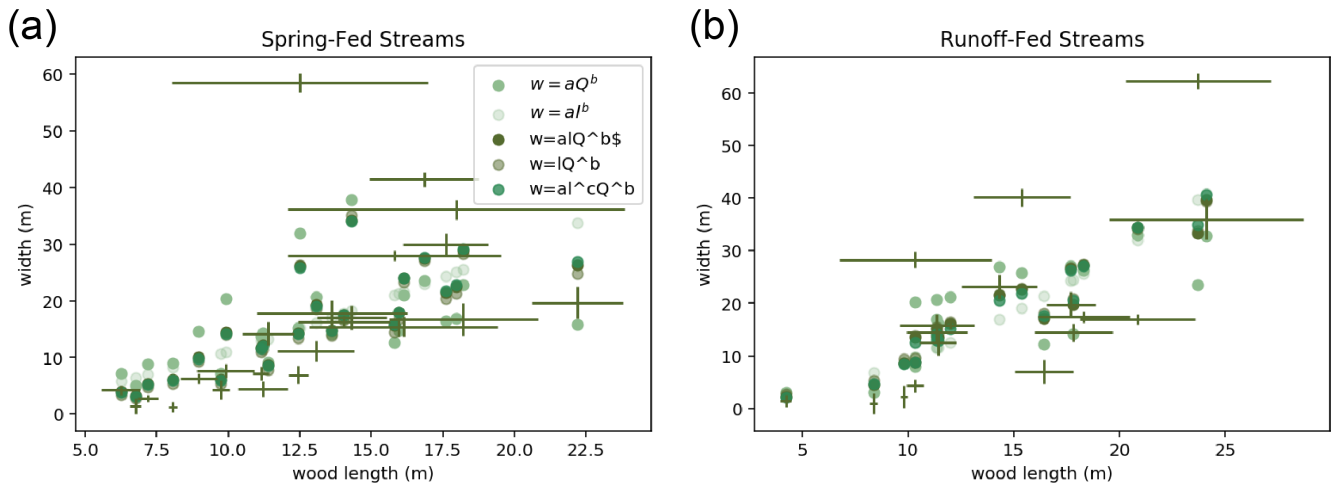 (a)
Spring-Fed Streams
width (m)
60
50
40
30
20
10
0
w = aQ^b
w = aI^b
w=alQ^b$
w=lQ^b
w=al^cQ^b
5.0 7.5 10.0 12.5 15.0 17.5 20.0 22.5
wood length (m)
(b)
Runoff-Fed Streams
width (m)
60
50
40
30
20
10
0
5 10 15 20 25
wood length (m)